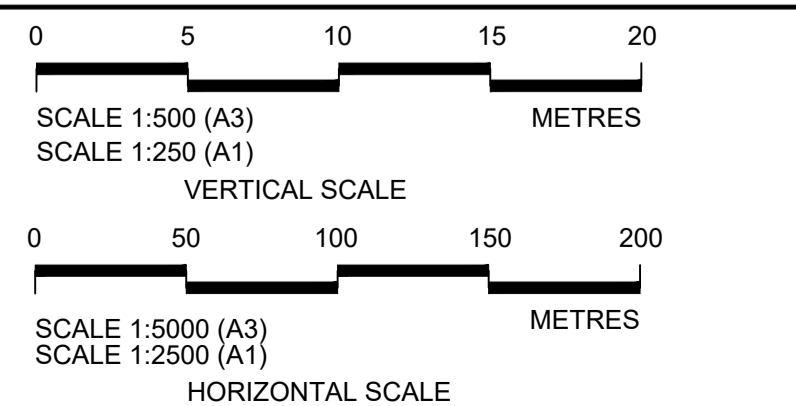 0 5 10 15 20
SCALE 1:500 (A3) METRES
SCALE 1:250 (A1)
VERTICAL SCALE
0 50 100 150 200
SCALE 1:5000 (A3) METRES
SCALE 1:2500 (A1)
HORIZONTAL SCALE